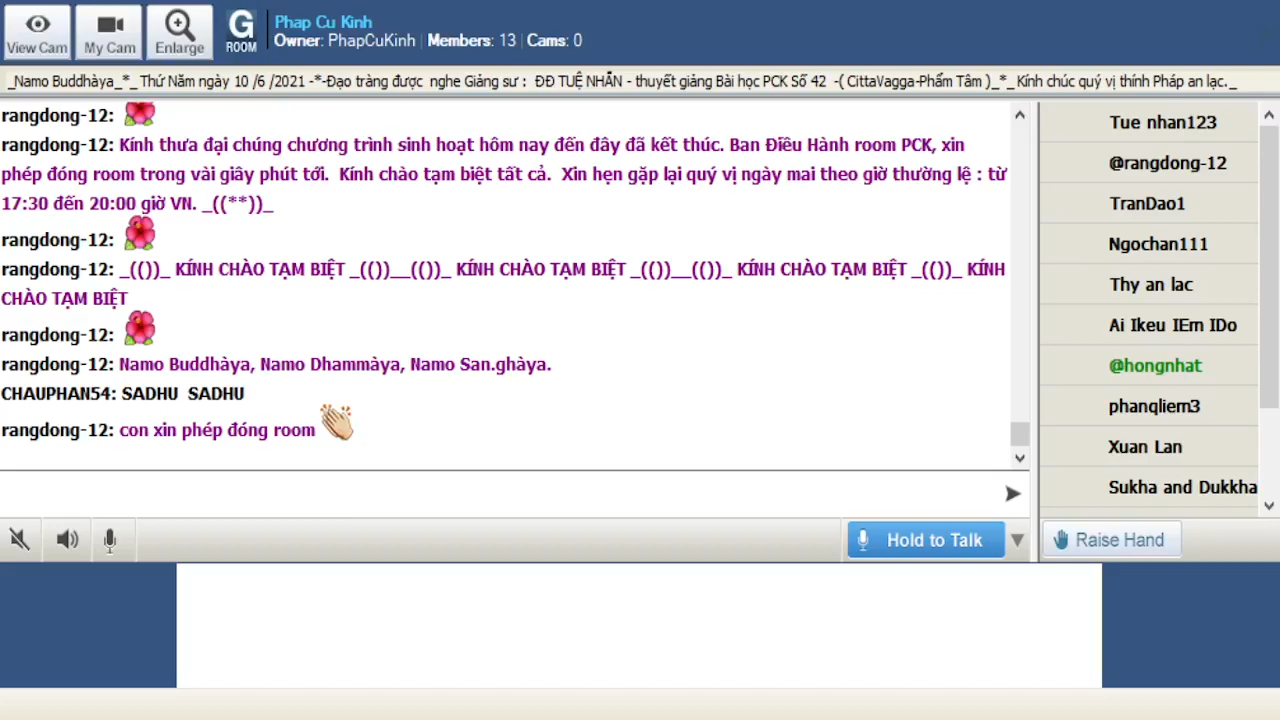 View Cam
My Cam
Enlarge
G
ROOM
Phap Cu Kinh
Owner: PhapCuKinh | Members: 13 | Cams: 0
_Namo Buddhàya_*_ Thứ Năm ngày 10 /6 /2021 -*-Đạo tràng được nghe Giảng sư : ĐĐ TUỆ NHẪN - thuyết giảng Bài học PCK Số 42 -( CittaVagga-Phẩm Tâm )_*_ Kính chúc quý vị thính Pháp an lạc._
rangdong-12:
rangdong-12: Kính thưa đại chúng chương trình sinh hoạt hôm nay đến đây đã kết thúc. Ban Điều Hành room PCK, xin
phép đóng room trong vài giây phút tới. Kính chào tạm biệt tất cả. Xin hẹn gặp lại quý vị ngày mai theo giờ thường lệ : từ
17:30 đến 20:00 giờ VN. _((**))_
rangdong-12:
rangdong-12: _(())_ KÍNH CHÀO TẠM BIỆT _(())__(())_ KÍNH CHÀO TẠM BIỆT _(())__(())_ KÍNH CHÀO TẠM BIỆT _(())_ KÍNH
CHÀO TẠM BIỆT
rangdong-12:
rangdong-12: Namo Buddhàya, Namo Dhammàya, Namo San.ghàya.
CHAUPHAN54: SADHU SADHU
rangdong-12: con xin phép đóng room
Tue nhan123
@rangdong-12
TranDao1
Ngochan111
Thy an lac
Ai Ikeu IEm IDo
@hongnhat
phanqliem3
Xuan Lan
Sukha and Dukkha
Hold to Talk
Raise Hand